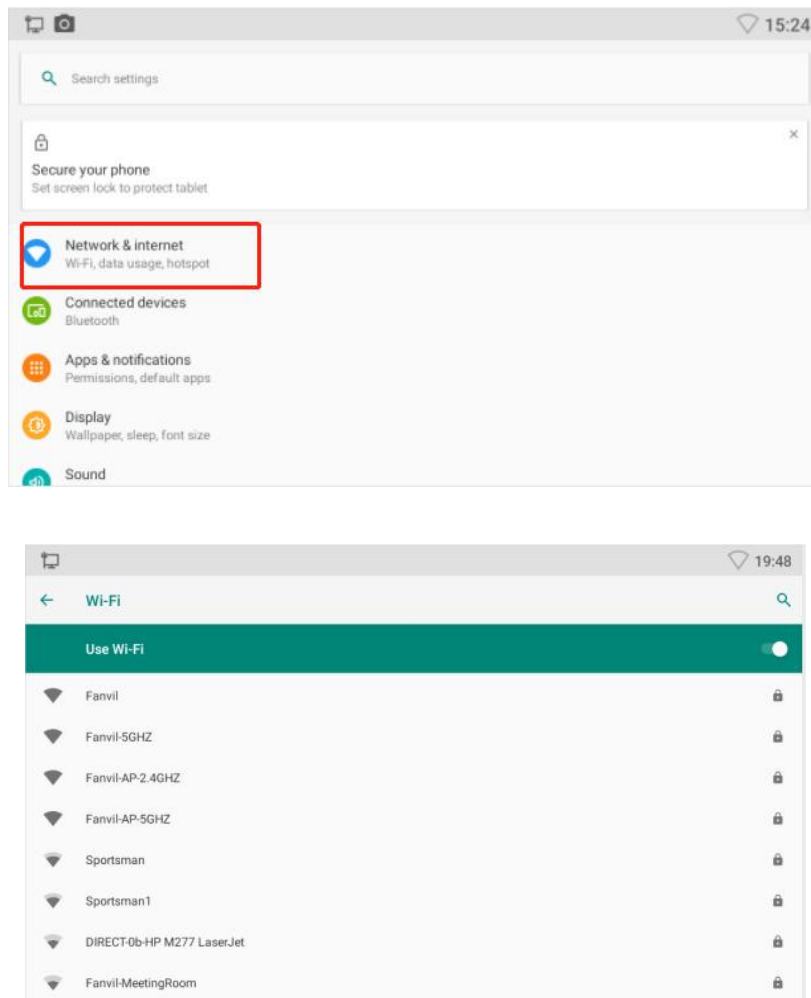 15:24
Search settings
Secure your phone
Set screen lock to protect tablet
Network & internet
Wi-Fi, data usage, hotspot
Connected devices
Bluetooth
Apps & notifications
Permissions, default apps
Display
Wallpaper, sleep, font size
Sound
19:48
Wi-Fi
Use Wi-Fi
Fanvil
Fanvil-5GHZ
Fanvil-AP-2.4GHZ
Fanvil-AP-5GHZ
Sportsman
Sportsman1
DIRECT-0b-HP M277 LaserJet
Fanvil-MeetingRoom